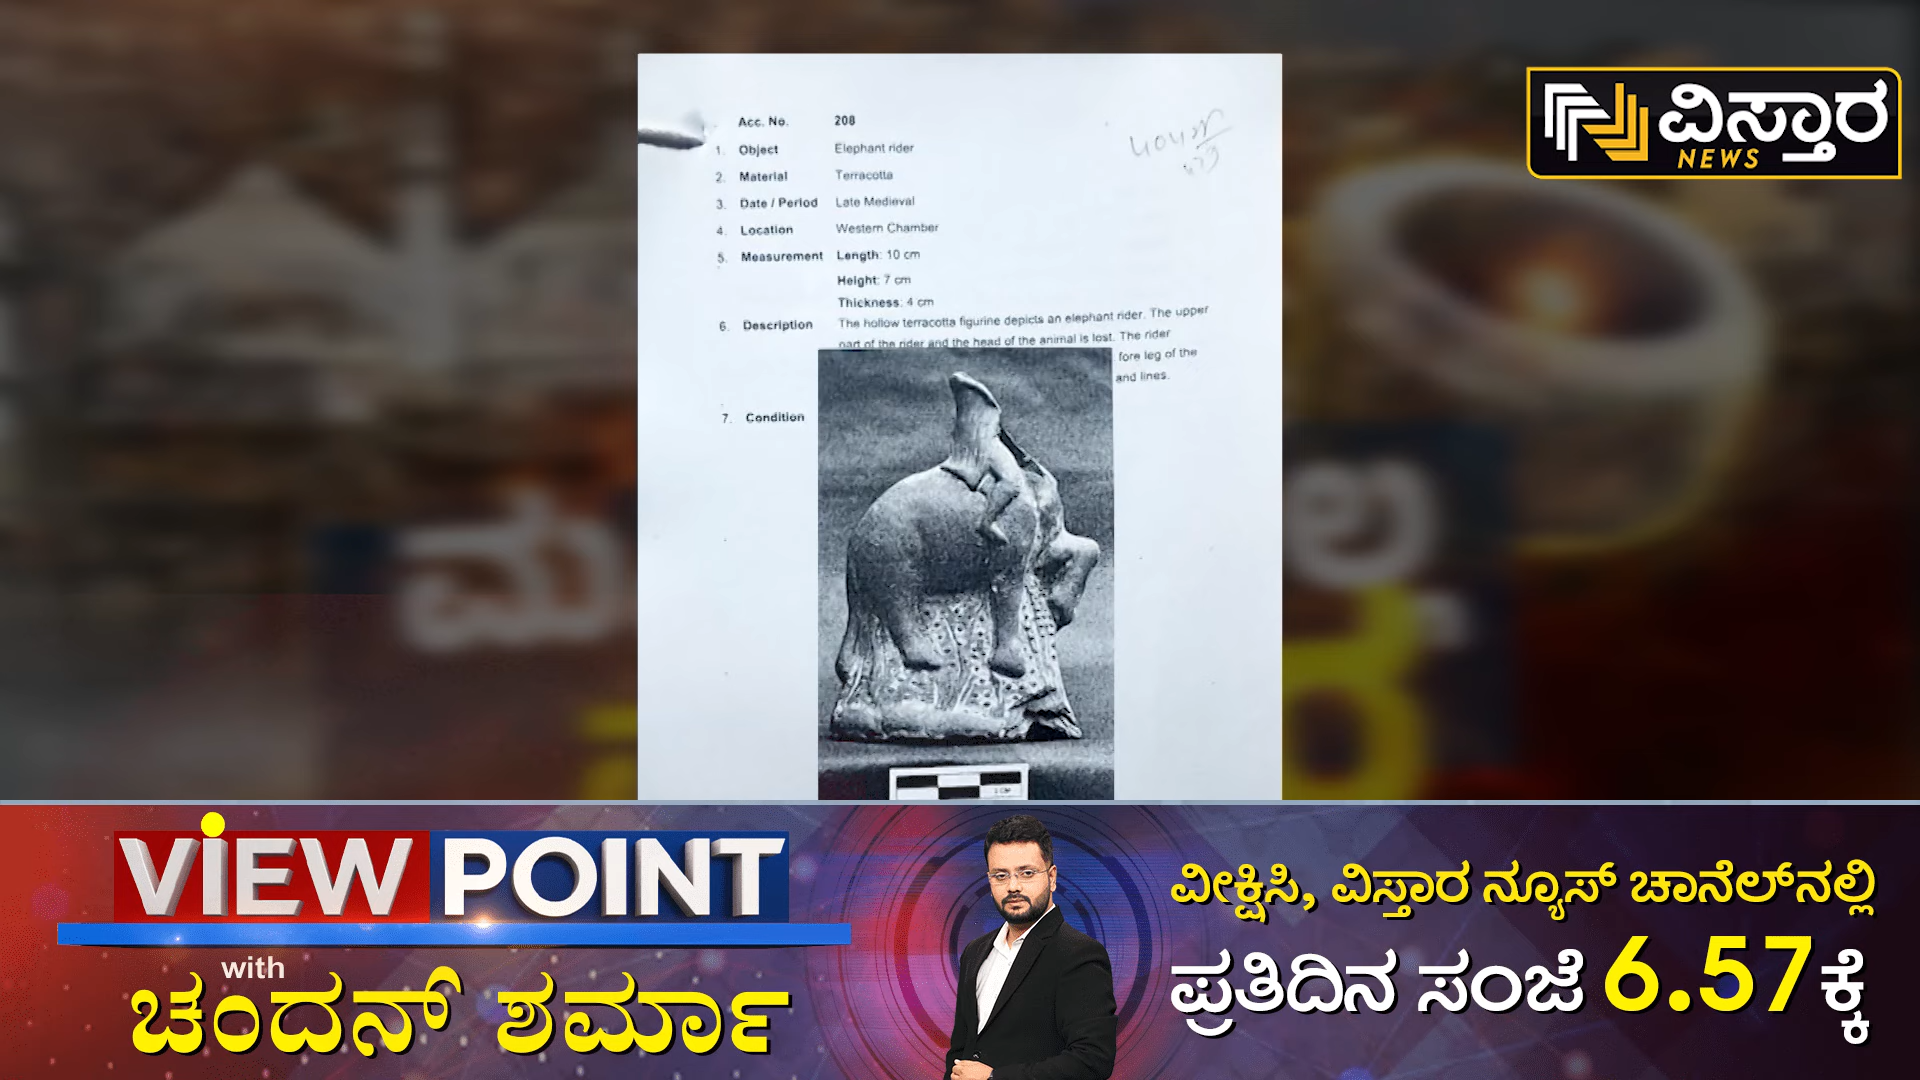 Acc. No. 208
1. Object Elephant rider
2. Material Terracotta
3. Date / Period Late Medieval
4. Location Western Chamber
5. Measurement Length: 10 cm
Height: 7 cm
Thickness: 4 cm
6. Description The hollow terracotta figurine depicts an elephant rider. The upper
part of the rider and the head of the animal is lost. The rider
fore leg of the
and lines.
7. Condition
ವಿಸ್ತಾರ
NEWS
VIEW POINT
with
ಚಂದನ್ ಶರ್ಮಾ
ವೀಕ್ಷಿಸಿ, ವಿಸ್ತಾರ ನ್ಯೂಸ್ ಚಾನೆಲ್‌ನಲ್ಲಿ
ಪ್ರತಿದಿನ ಸಂಜೆ 6.57ಕ್ಕೆ